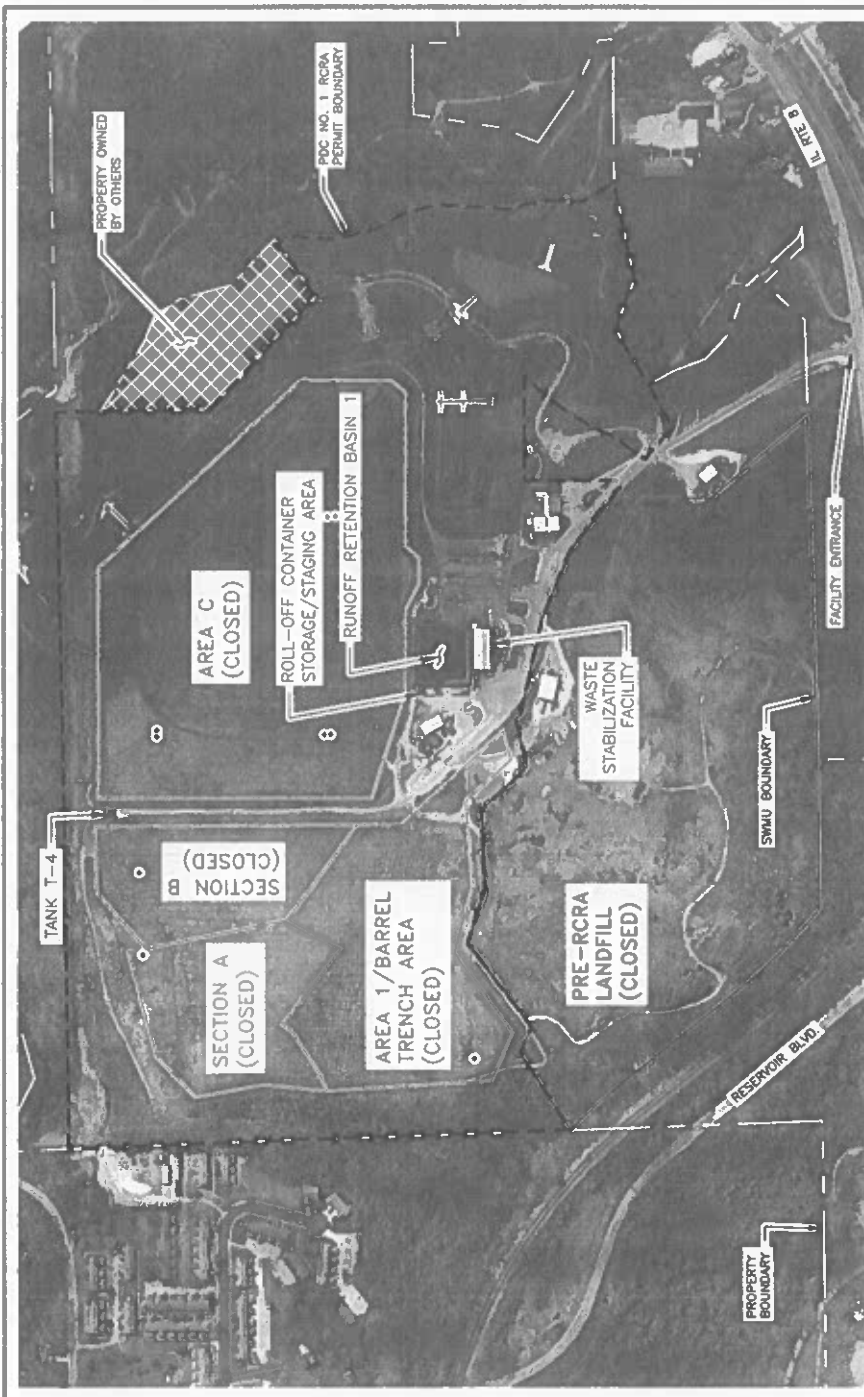 PROPERTY OWNED
BY OTHERS
PDC NO. 1 RCRA
PERMIT BOUNDARY
IL RTE 8
TANK T-4
AREA C
(CLOSED)
ROLL-OFF CONTAINER
STORAGE/STAGING AREA
RUNOFF RETENTION BASIN 1
SECTION B
(CLOSED)
SECTION A
(CLOSED)
AREA 1/BARREL
TRENCH AREA
(CLOSED)
WASTE
STABILIZATION
FACILITY
PRE-RCRA
LANDFILL
(CLOSED)
FACILITY ENTRANCE
SWMU BOUNDARY
RESERVOIR BLVD.
PROPERTY
BOUNDARY